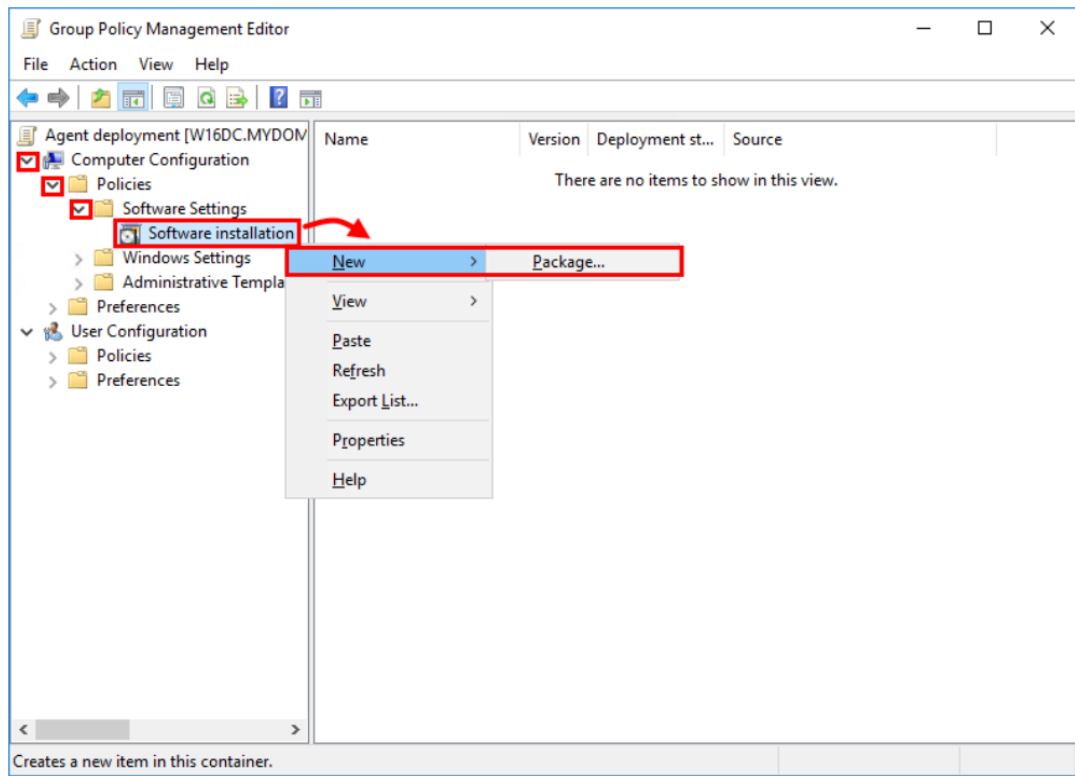 Group Policy Management Editor
File Action View Help
Agent deployment [W16DC.MYDOM
Name Version Deployment st... Source
Computer Configuration
Policies
There are no items to show in this view.
Software Settings
Software installation
Windows Settings
New Package...
Administrative Templa
View
Preferences
User Configuration
Paste
Policies
Refresh
Preferences
Export List...
Properties
Help
Creates a new item in this container.